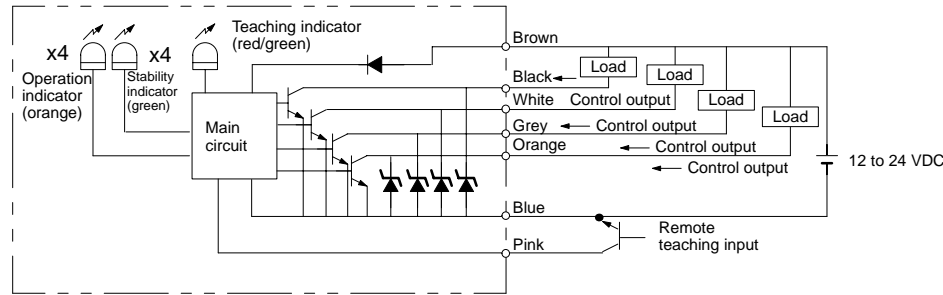 x4
x4
Teaching indicator
(red/green)
Operation
indicator
(orange)
Stability
indicator
(green)
Main
circuit
Brown
Black
White
Grey
Orange
Blue
Pink
Load
Load
Load
Load
Control output
Control output
Control output
Control output
12 to 24 VDC
Remote
teaching input